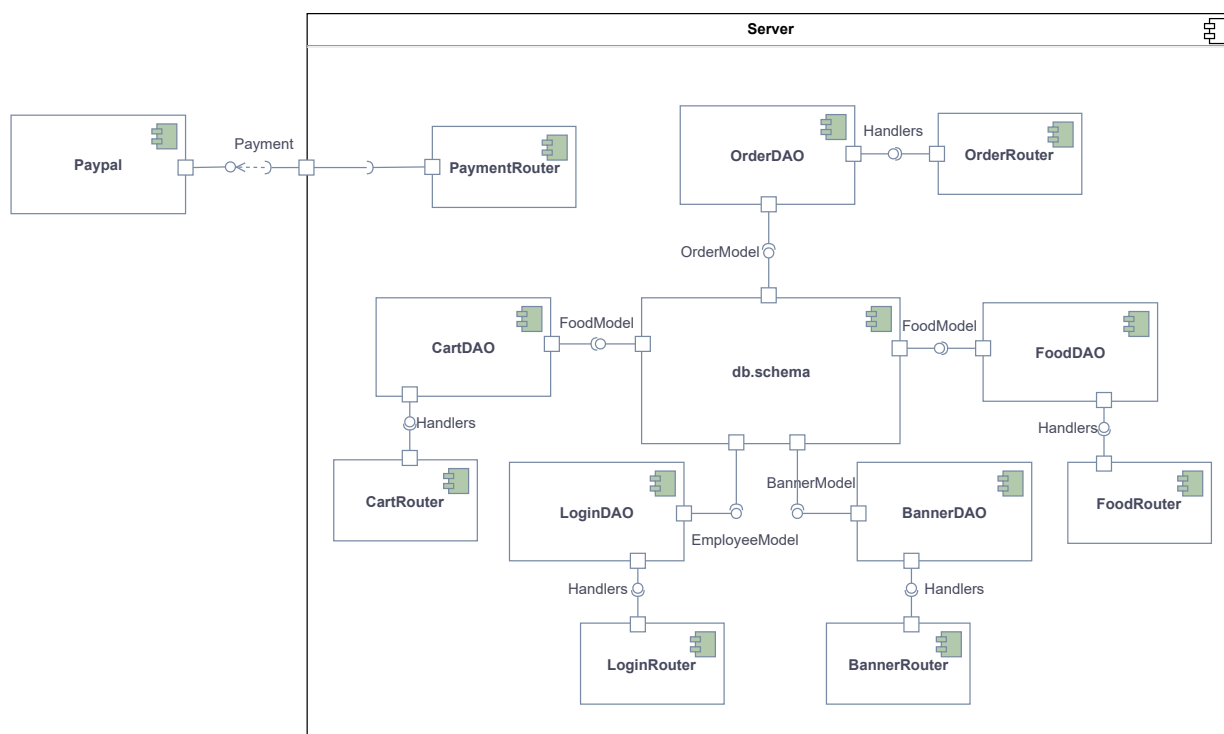 Server
Payment
Handlers
Paypal
PaymentRouter
OrderDAO
OrderRouter
OrderModel
FoodModel
FoodModel
CartDAO
db.schema
FoodDAO
Handlers
Handlers
CartRouter
BannerModel
FoodRouter
LoginDAO
BannerDAO
EmployeeModel
Handlers
Handlers
LoginRouter
BannerRouter